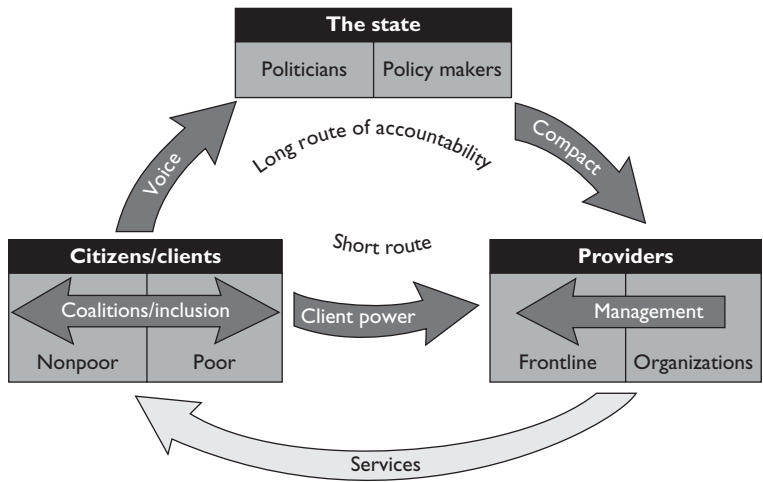 The state
Politicians
Policy makers
Voice
Long route of accountability
Compact
Short route
Citizens/clients
Coalitions/inclusion
Nonpoor
Poor
Client power
Providers
Management
Frontline
Organizations
Services